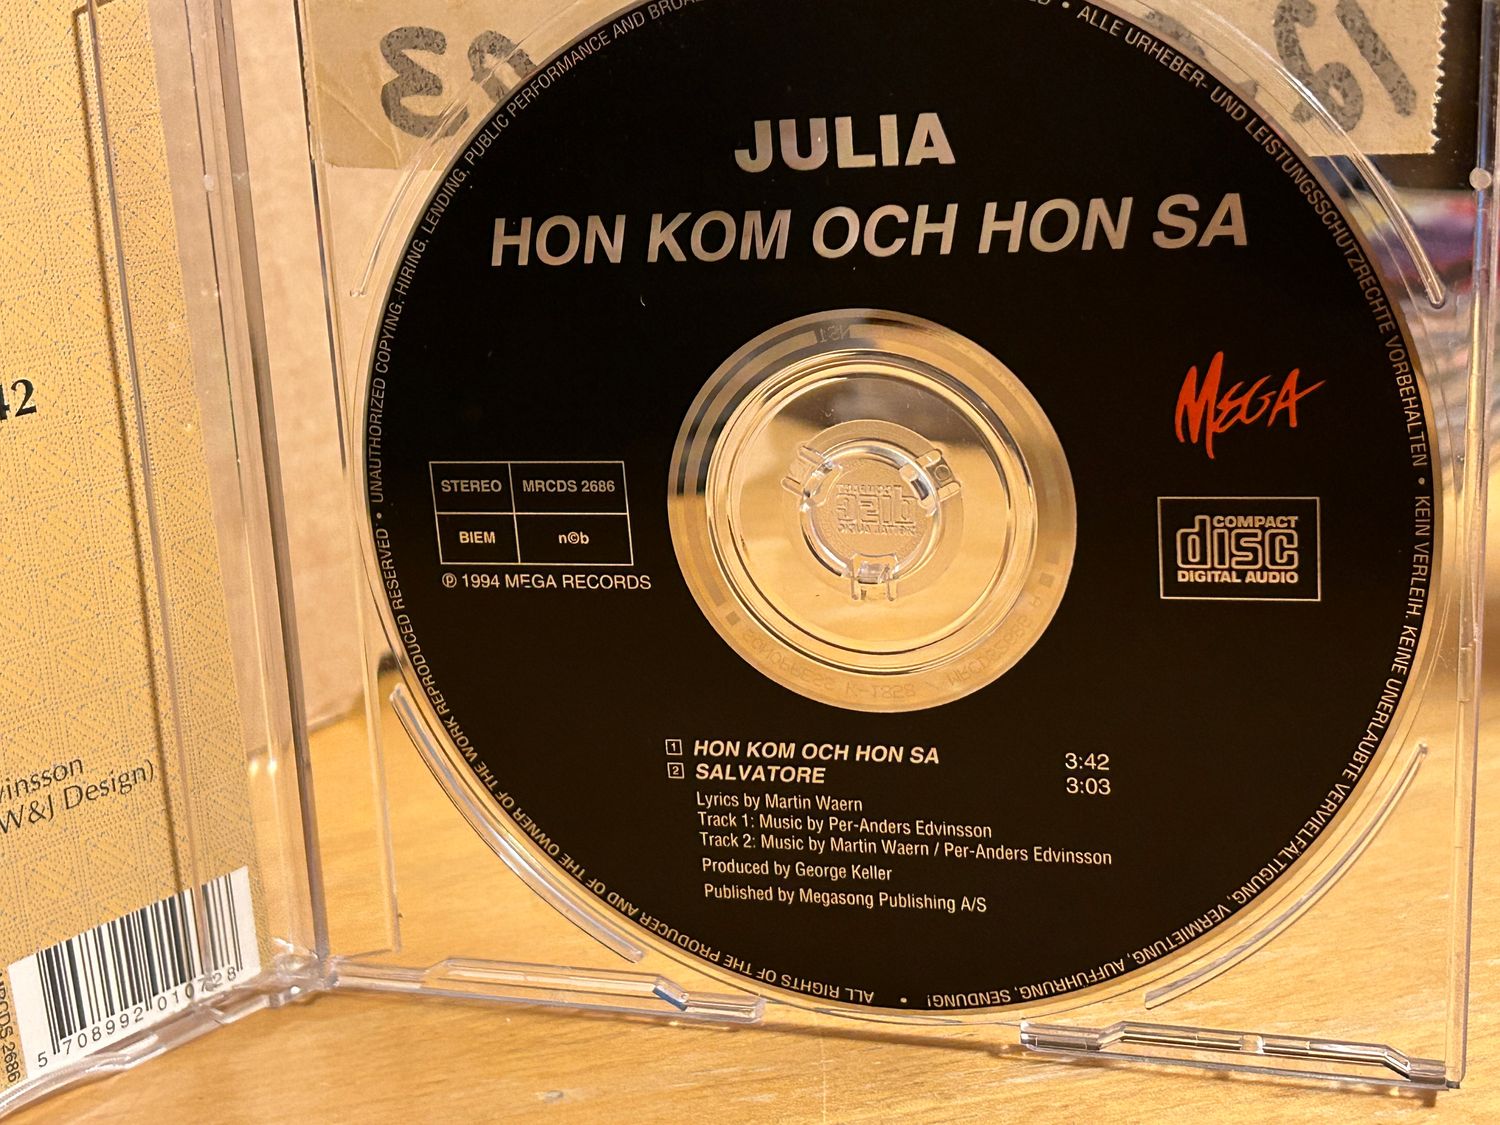 JULIA
HON KOM OCH HON SA
MEGA
STEREO MRCDS 2686
BIEM n©b
℗ 1994 MEGA RECORDS
COMPACT
disc
DIGITAL AUDIO
1 HON KOM OCH HON SA 3:42
2 SALVATORE 3:03
Lyrics by Martin Waern
Track 1: Music by Per-Anders Edvinsson
Track 2: Music by Martin Waern / Per-Anders Edvinsson
Produced by George Keller
Published by Megasong Publishing A/S
ALL RIGHTS OF THE PRODUCER AND OF THE OWNER OF THE WORK REPRODUCED RESERVED • UNAUTHORIZED COPYING, HIRING, LENDING, PUBLIC PERFORMANCE AND
• ALLE URHEBER- UND LEISTUNGSSCHUTZRECHTE VORBEHALTEN • KEIN VERLEIH, KEINE UNERLAUBTE VERVIELFÄLTIGUNG, VERMIETUNG, AUFFÜHRUNG, SENDUNG! •
42
vinsson
W&J Design)
5 708992 010728
MRCDS 2686